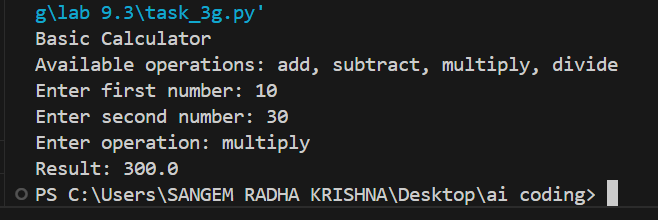 g\lab 9.3\task_3g.py'
Basic Calculator
Available operations: add, subtract, multiply, divide
Enter first number: 10
Enter second number: 30
Enter operation: multiply
Result: 300.0
PS C:\Users\SANGEM RADHA KRISHNA\Desktop\ai coding>